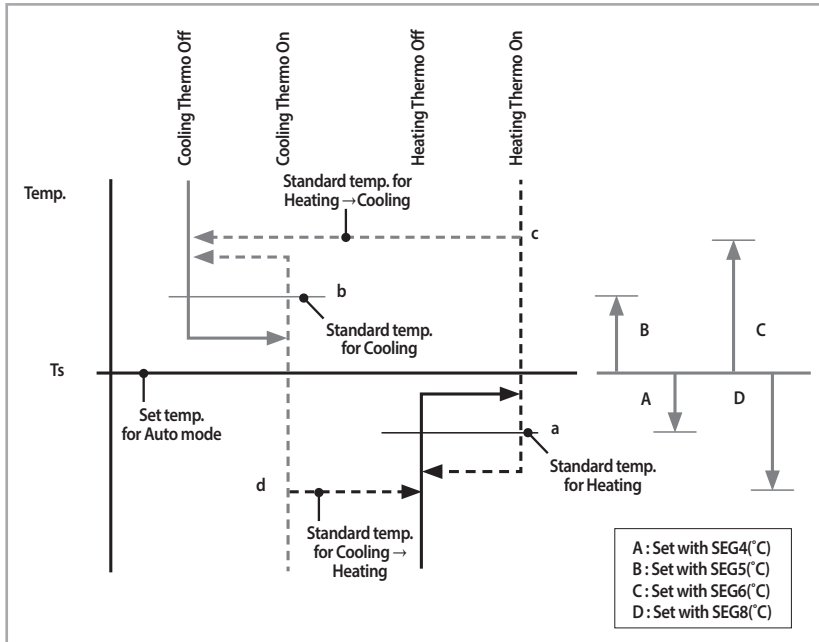 Cooling Thermo Off
Cooling Thermo On
Heating Thermo Off
Heating Thermo On
Temp.
Standard temp. for
Heating →Cooling
c
b
Standard temp.
for Cooling
B
C
Ts
Set temp.
for Auto mode
A
D
a
Standard temp.
for Heating
d
Standard temp.
for Cooling →
Heating
A : Set with SEG4(˚C)
B : Set with SEG5(˚C)
C : Set with SEG6(˚C)
D : Set with SEG8(˚C)